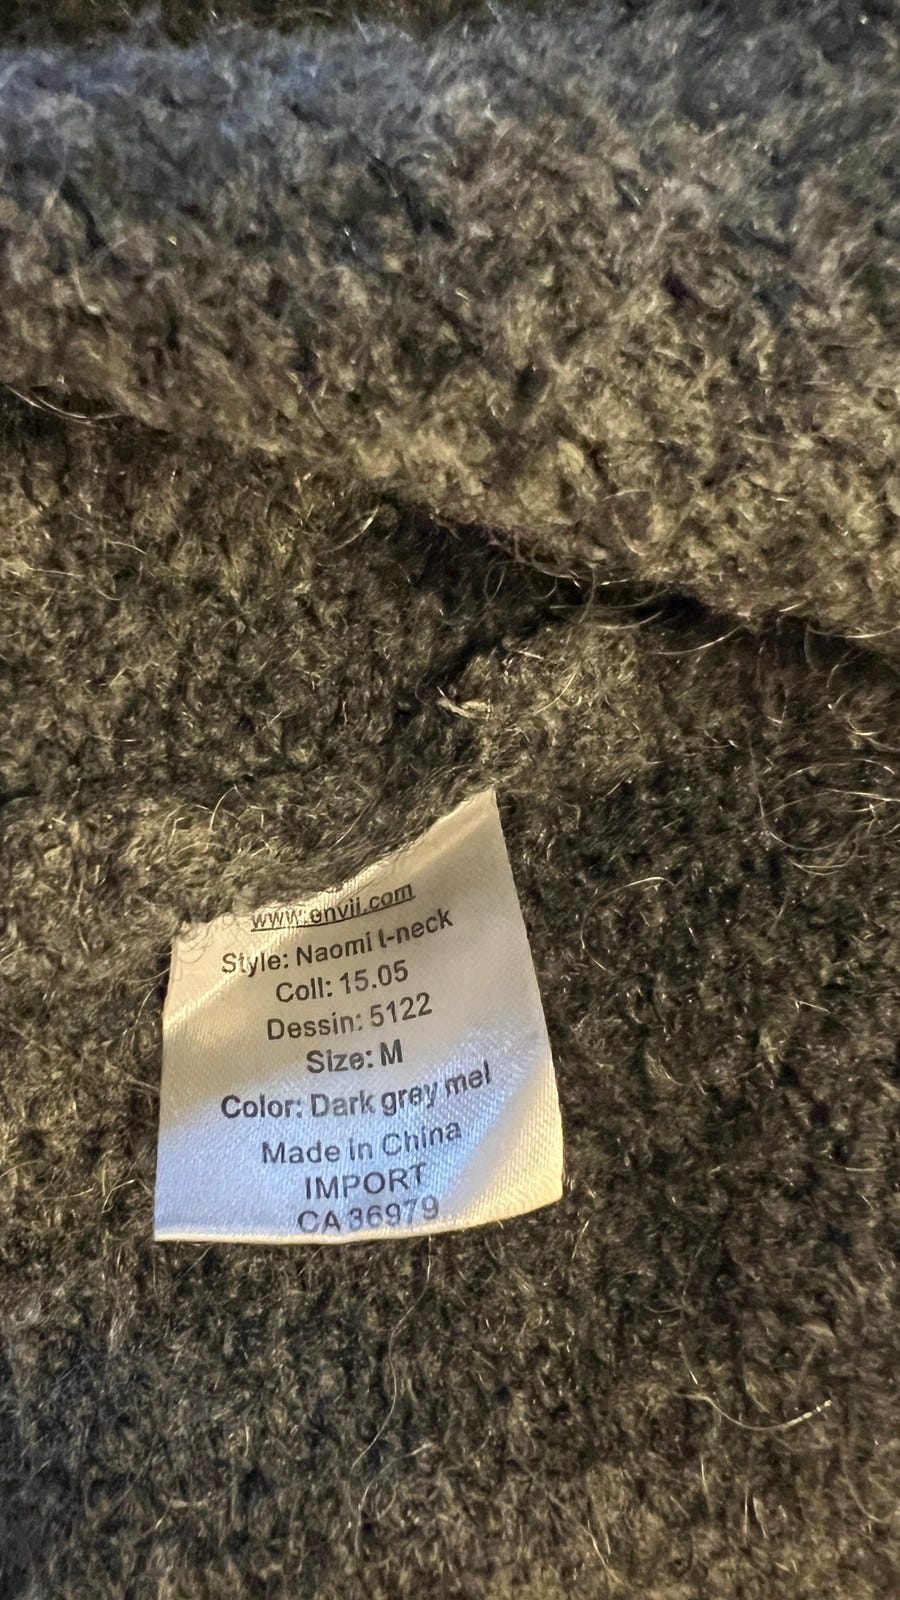 www.envii.com
Style: Naomi t-neck
Coll: 15.05
Dessin: 5122
Size: M
Color: Dark grey mel
Made in China
IMPORT
CA 36979